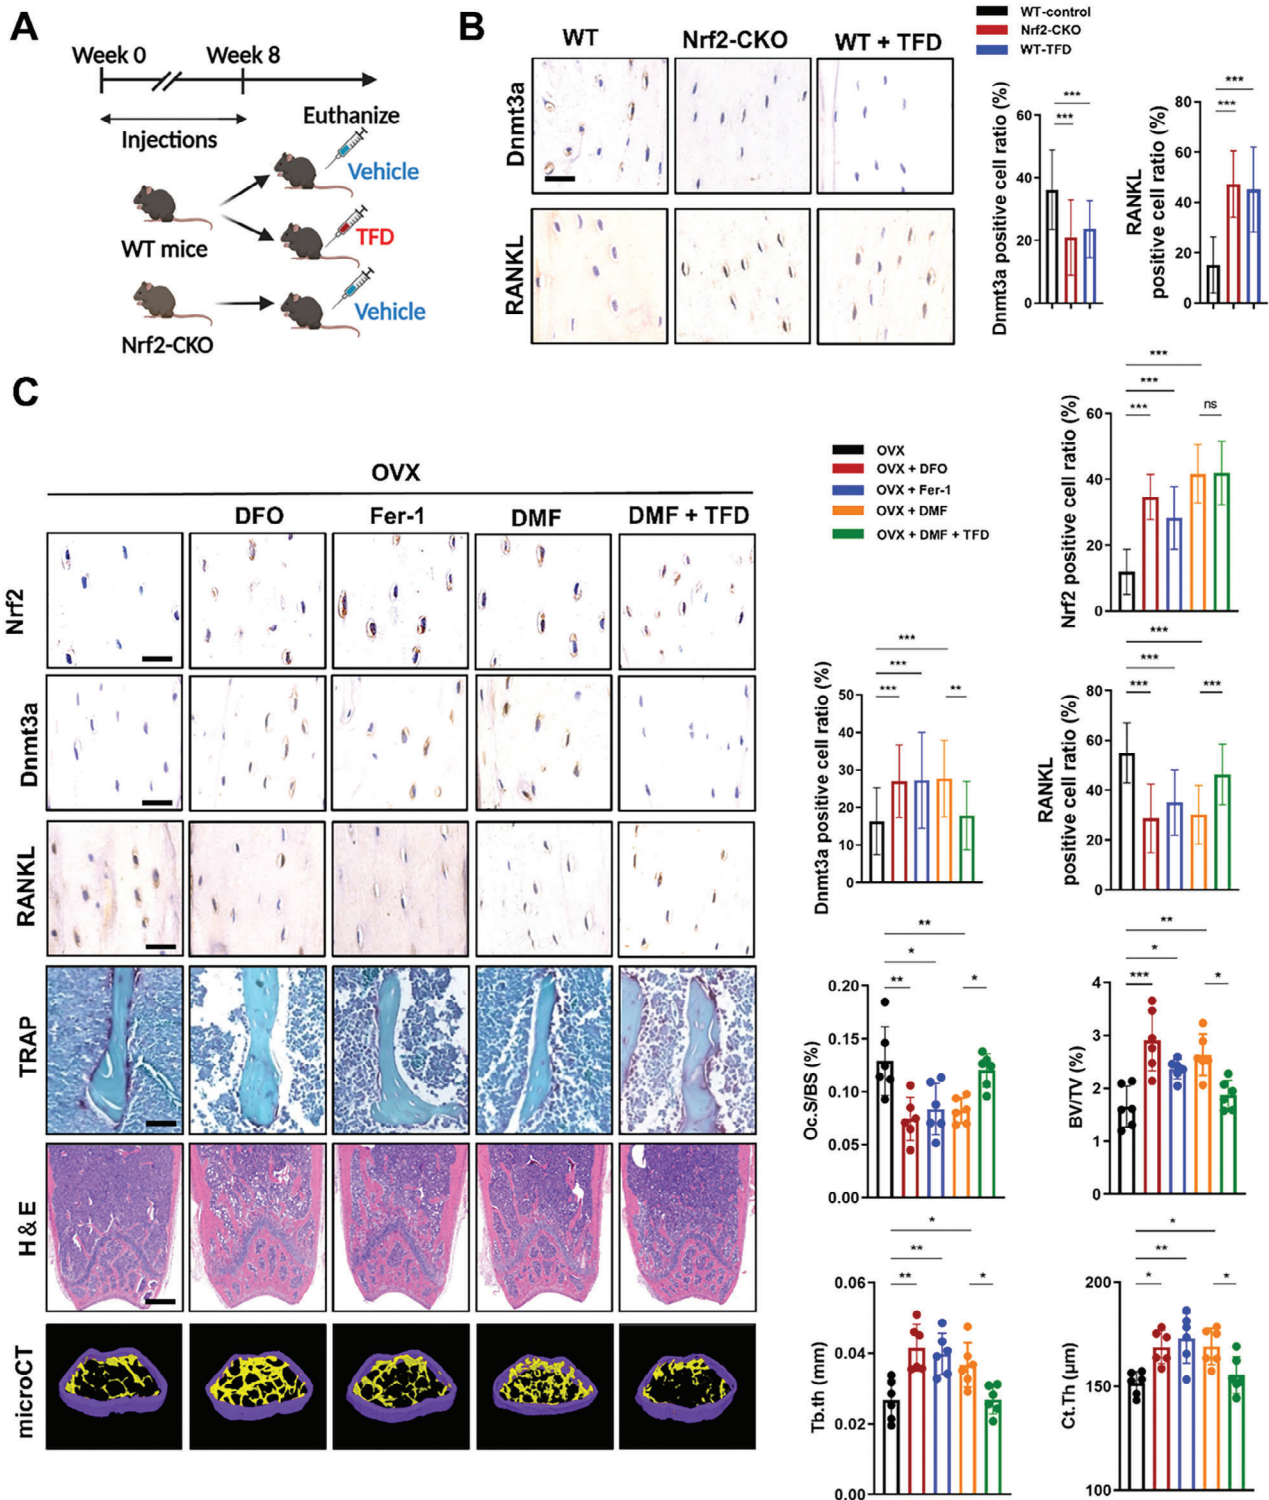 A
Week 0
Week 8
Injections
Euthanize
Vehicle
WT mice
TFD
Vehicle
Nrf2-CKO
B
WT
Nrf2-CKO
WT + TFD
Dnmt3a
RANKL
WT-control
Nrf2-CKO
WT-TFD
Dnmt3a positive cell ratio (%)
60
40
20
0
***
***
RANKL
positive cell ratio (%)
80
60
40
20
0
***
***
C
OVX
DFO
Fer-1
DMF
DMF + TFD
Nrf2
Dnmt3a
RANKL
TRAP
H & E
microCT
OVX
OVX + DFO
OVX + Fer-1
OVX + DMF
OVX + DMF + TFD
Nrf2 positive cell ratio (%)
60
40
20
0
***
***
***
ns
Dnmt3a positive cell ratio (%)
50
40
30
20
10
0
***
***
***
**
RANKL
positive cell ratio (%)
80
60
40
20
0
***
***
***
***
Oc.S/BS (%)
0.20
0.15
0.10
0.05
0.00
**
*
**
*
BV/TV (%)
4
3
2
1
0
**
*
***
*
Tb.th (mm)
0.06
0.04
0.02
0.00
*
**
**
*
Ct.Th (μm)
200
150
100
*
**
*
*